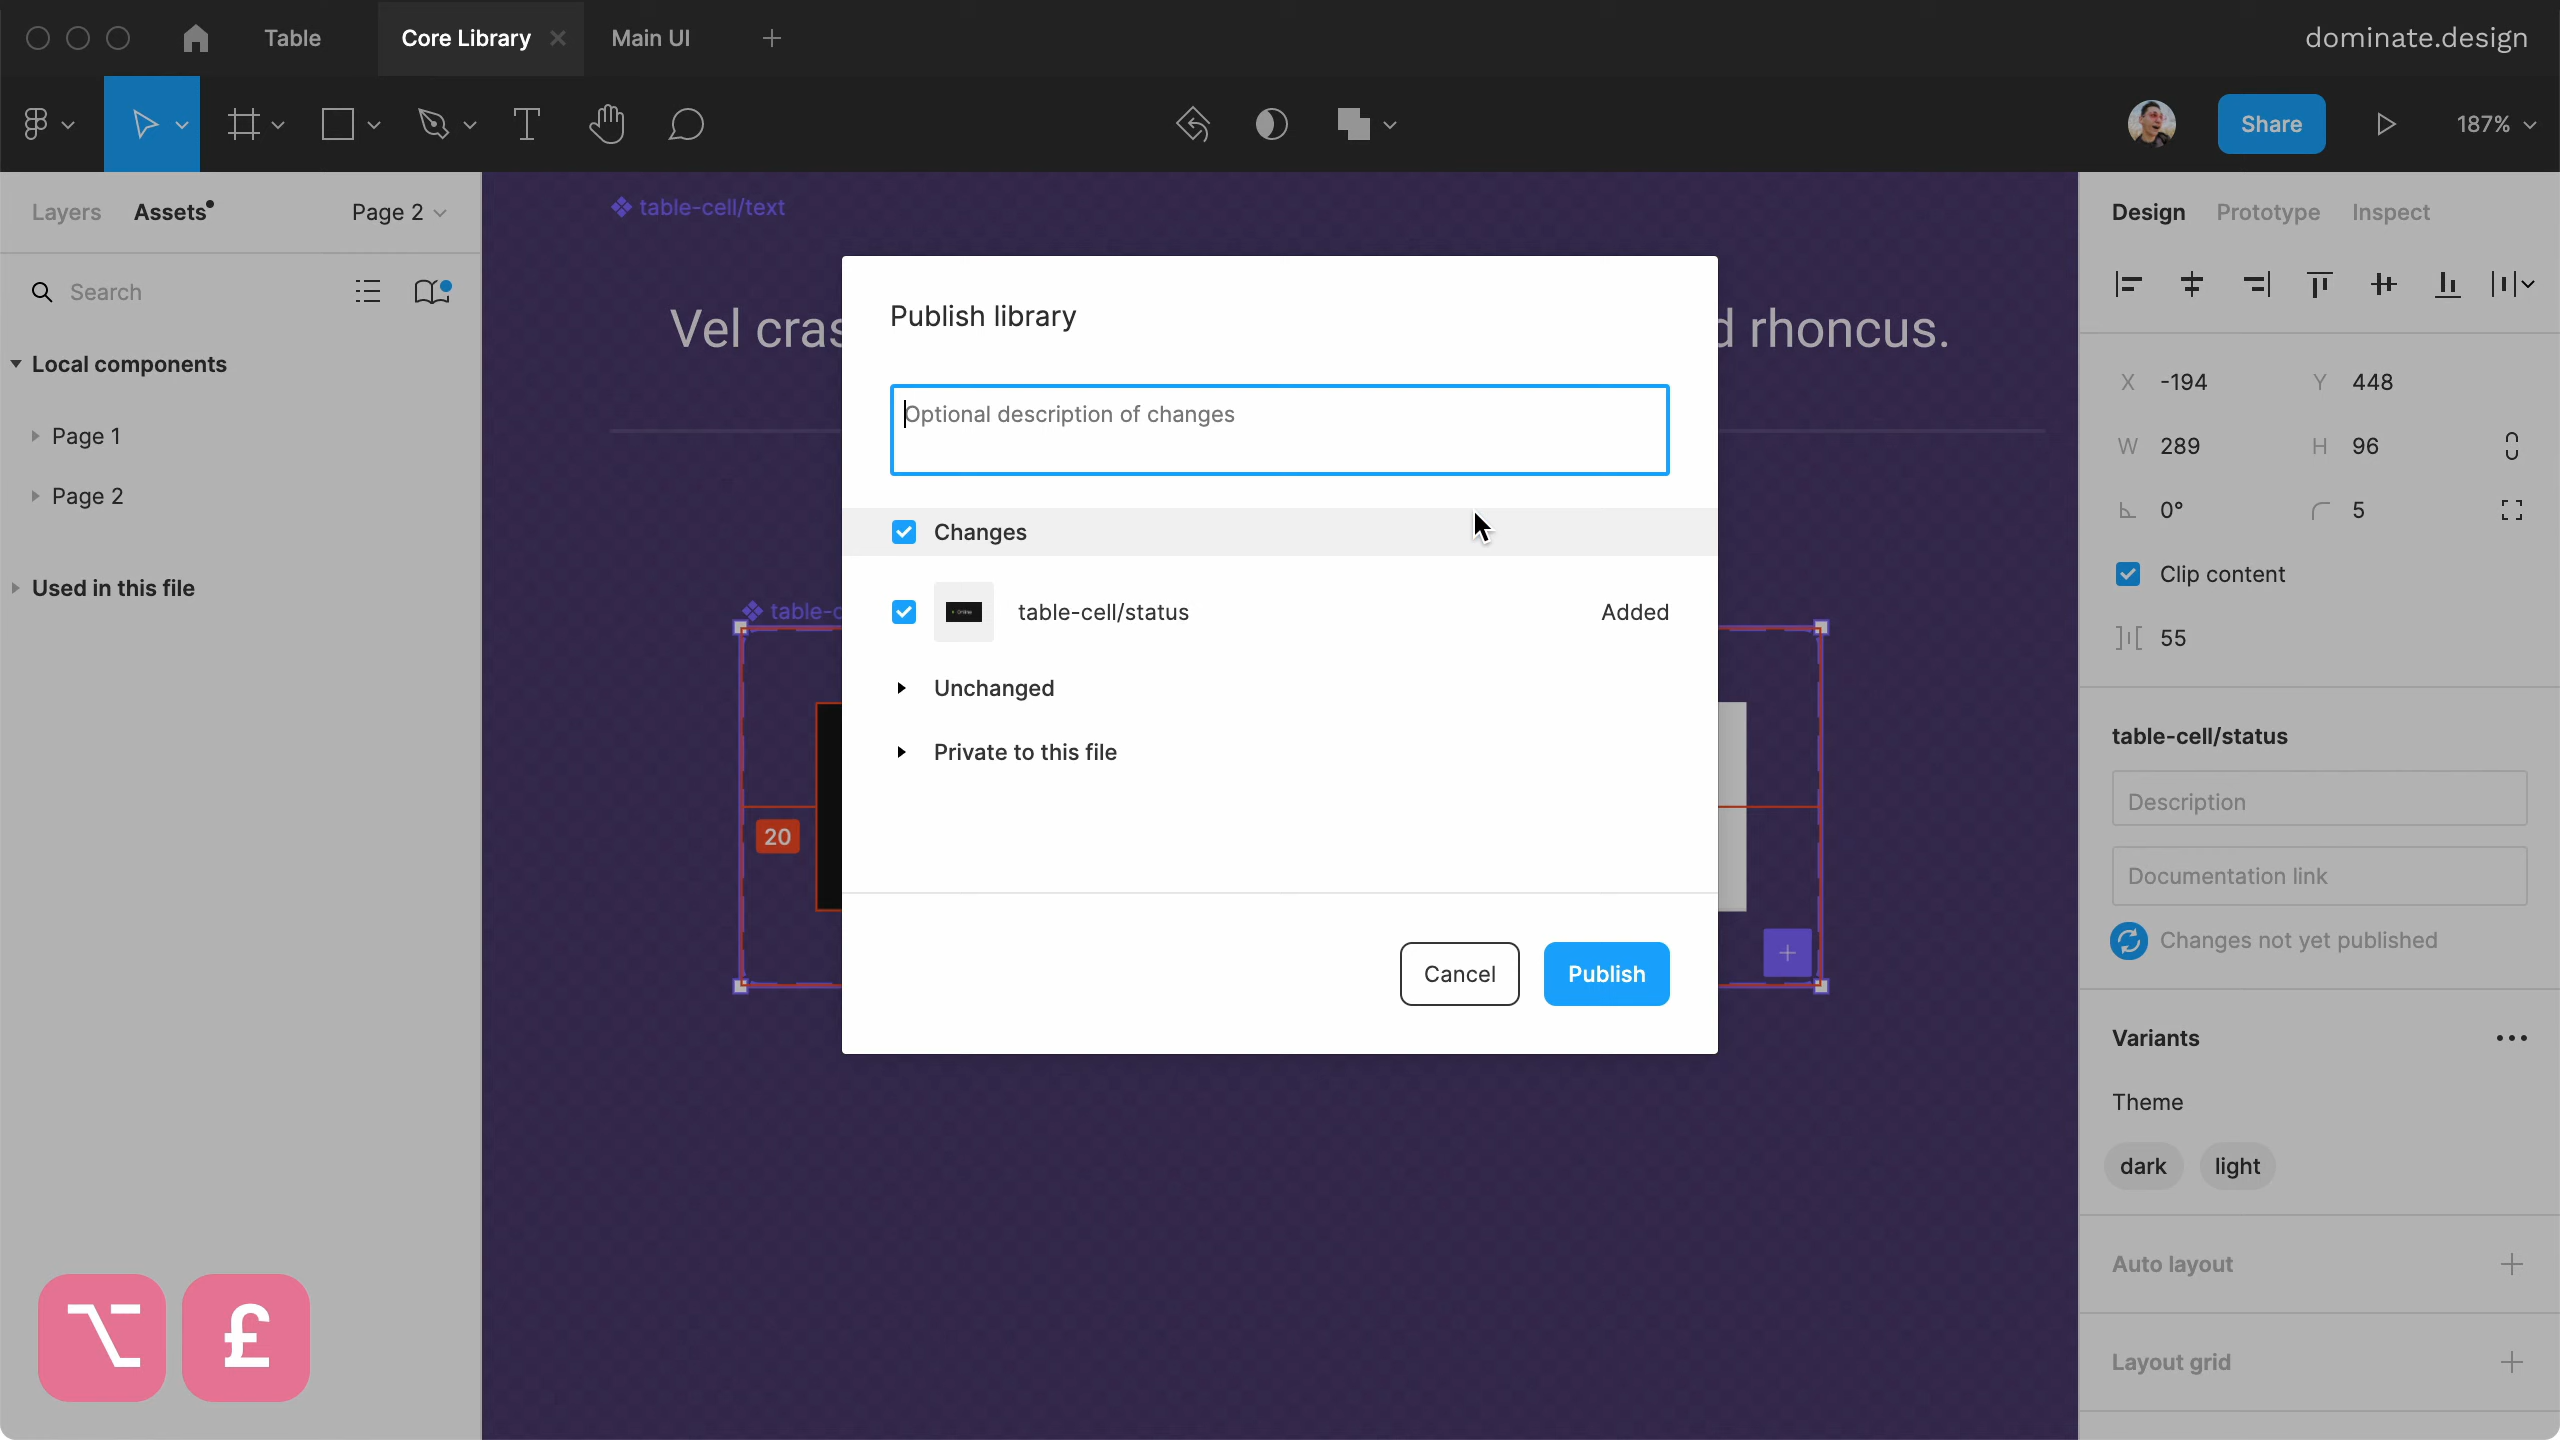 Table
Core Library
Main UI
dominate.design
Share
187%
Layers
Assets
Page 2
Search
Local components
Page 1
Page 2
Used in this file
table-cell/text
Vel cras
d rhoncus.
table-c
20
Publish library
Optional description of changes
Changes
table-cell/status
Added
Unchanged
Private to this file
Cancel
Publish
Design
Prototype
Inspect
X -194
Y 448
W 289
H 96
0°
5
Clip content
55
table-cell/status
Description
Documentation link
Changes not yet published
Variants
Theme
dark
light
Auto layout
Layout grid
⌥ £